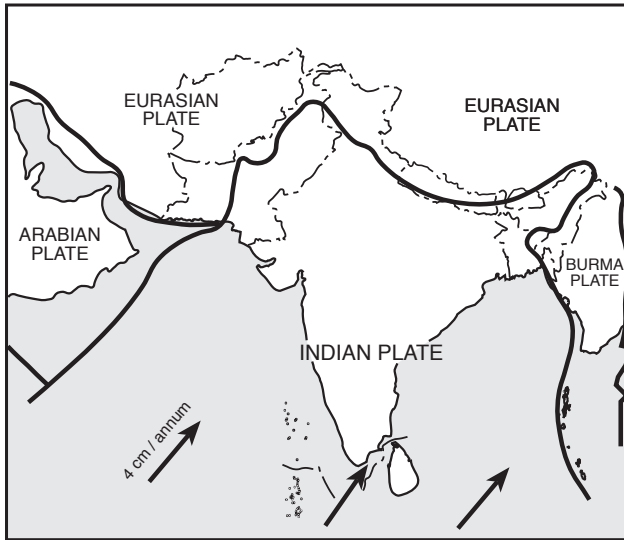 EURASIAN
PLATE
EURASIAN
PLATE
ARABIAN
PLATE
BURMA
PLATE
INDIAN PLATE
4 cm / annum